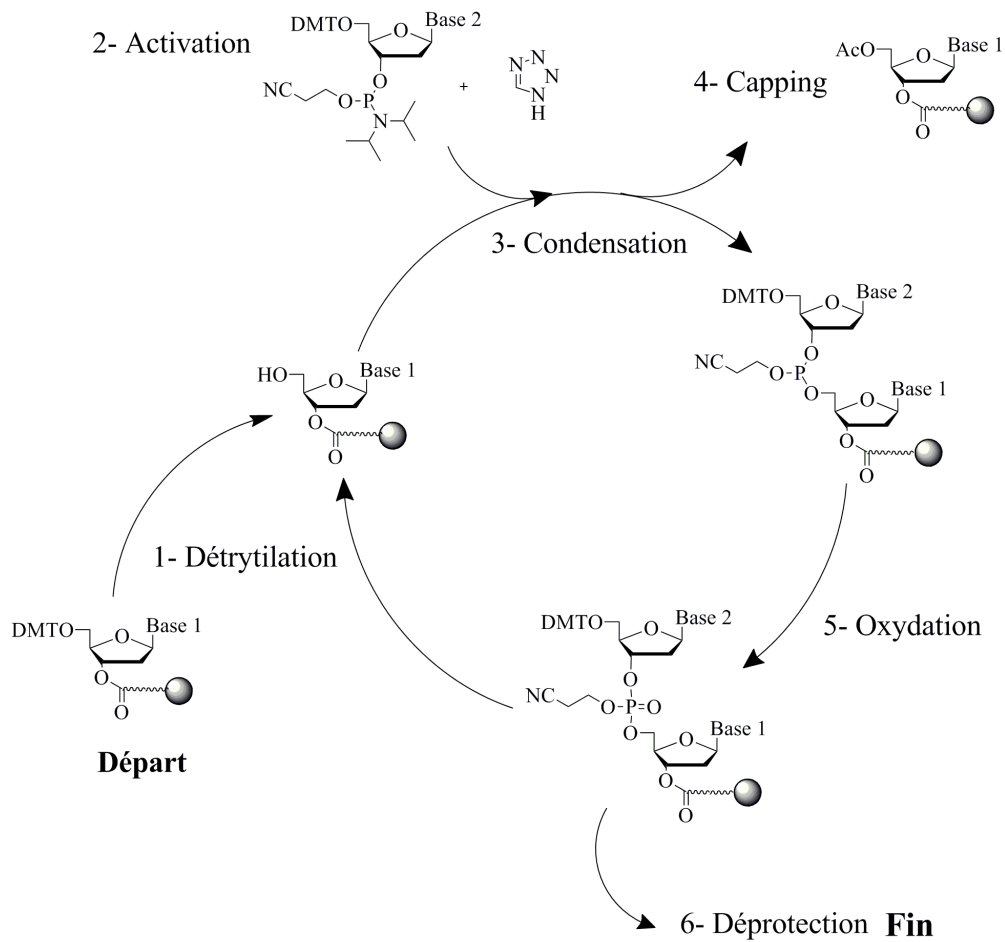 2- Activation
DMTO
O
Base 2
O
NC
O
P
N
+
N
N
N
N
H
4- Capping
AcO
O
Base 1
O
O
3- Condensation
DMTO
O
Base 2
O
NC
O
P
O
O
Base 1
O
O
HO
O
Base 1
O
O
1- Détrytilation
DMTO
O
Base 1
O
O
Départ
5- Oxydation
DMTO
O
Base 2
O
NC
O-P=O
O
O
Base 1
O
O
6- Déprotection Fin